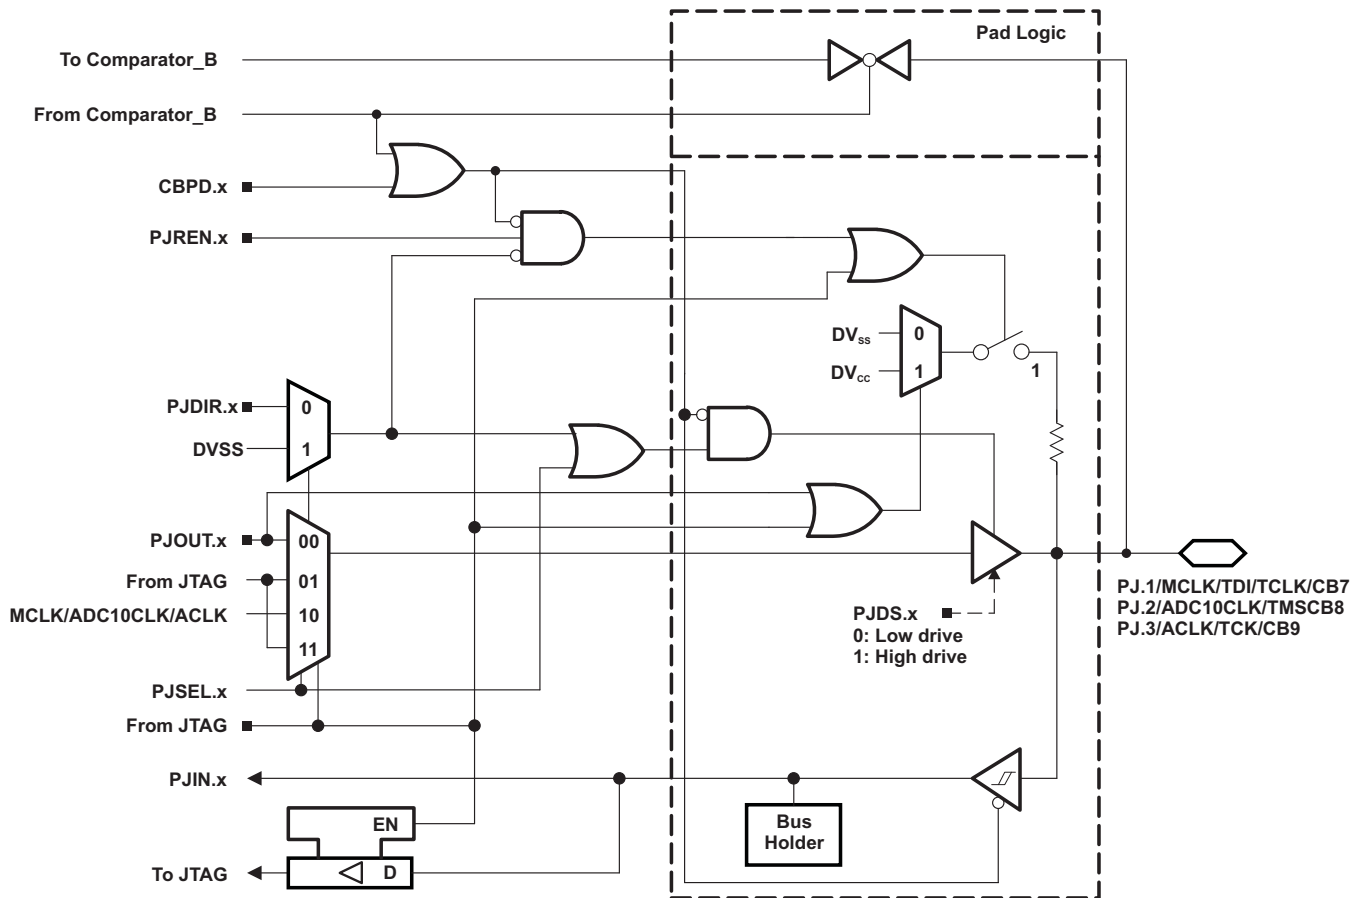 Pad Logic
To Comparator_B
From Comparator_B
CBPD.x
PJREN.x
DVSS 0
DVCC 1
1
PJDIR.x 0
DVSS 1
PJOUT.x 00
From JTAG 01
MCLK/ADC10CLK/ACLK 10
11
PJSEL.x
From JTAG
PJDS.x
0: Low drive
1: High drive
PJ.1/MCLK/TDI/TCLK/CB7
PJ.2/ADC10CLK/TMSCB8
PJ.3/ACLK/TCK/CB9
PJIN.x
Bus
Holder
EN
To JTAG D